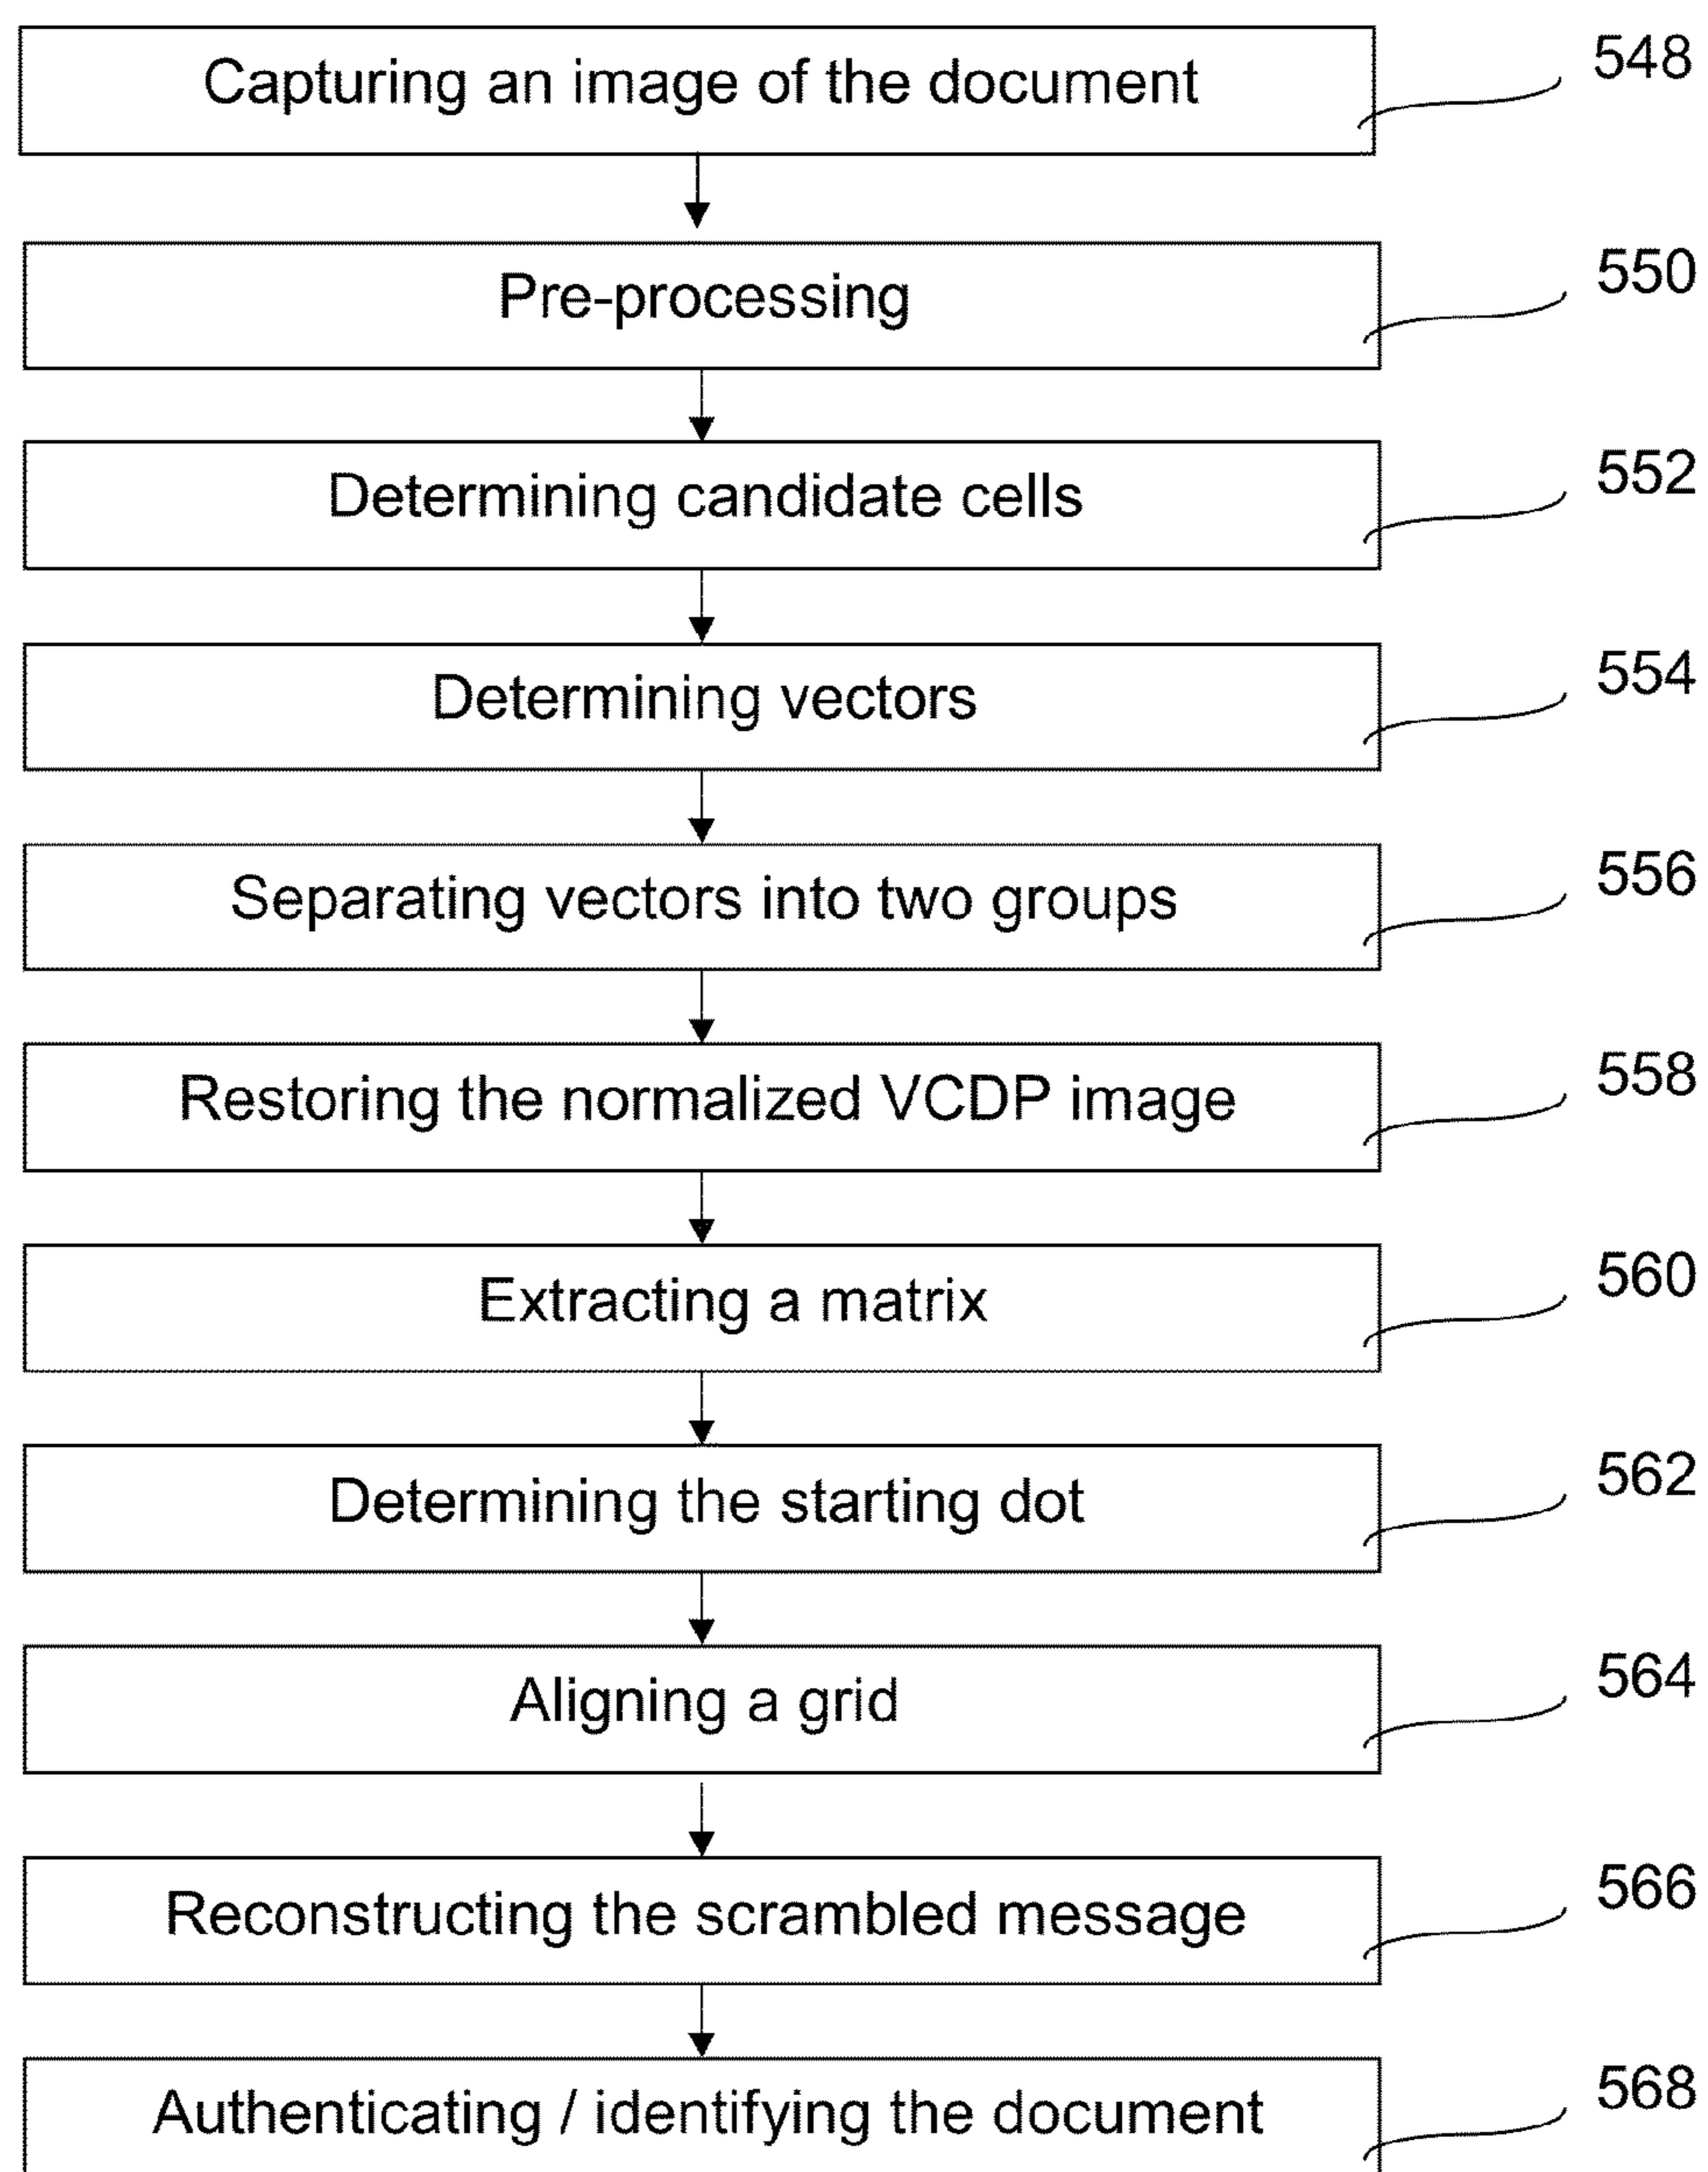 Capturing an image of the document 548
Pre-processing 550
Determining candidate cells 552
Determining vectors 554
Separating vectors into two groups 556
Restoring the normalized VCDP image 558
Extracting a matrix 560
Determining the starting dot 562
Aligning a grid 564
Reconstructing the scrambled message 566
Authenticating / identifying the document 568